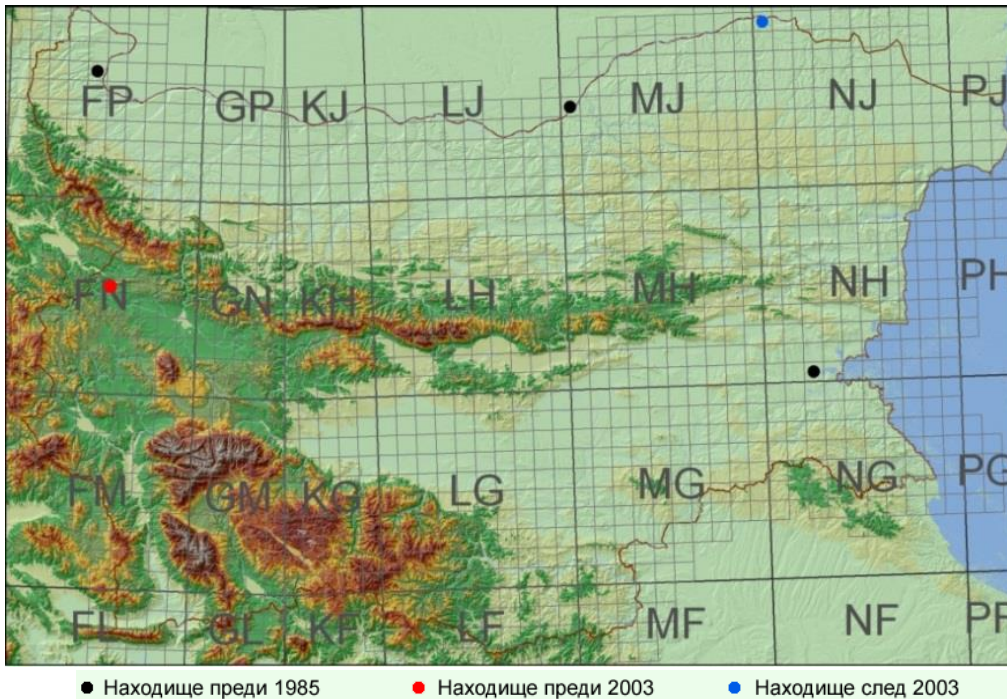 FP GP KJ LJ MJ NJ PJ
FN GN KH LH MH NH PH
FM GM KG LG MG NG PG
FL GL KF LF MF NF PF
Находище преди 1985 Находище преди 2003 Находище след 2003